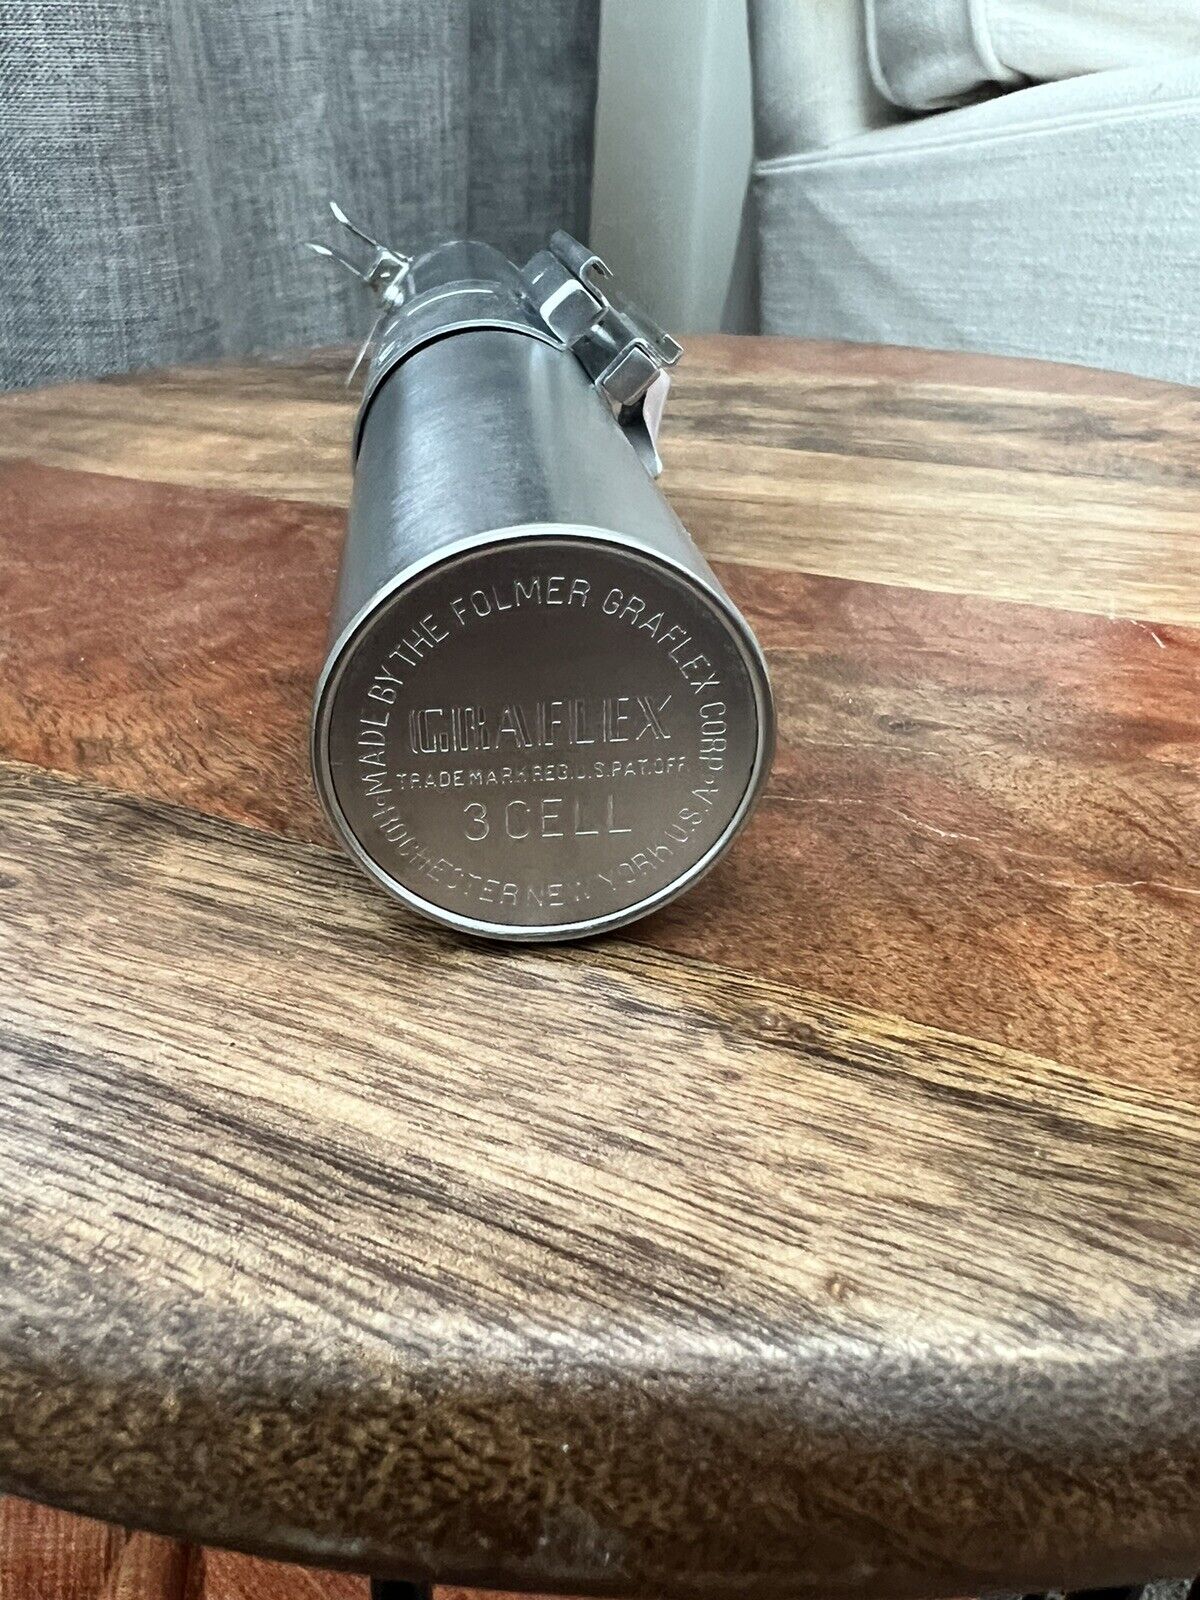 MADE BY THE FOLMER GRAFLEX CORP.
GRAFLEX
TRADE MARK REG. U.S. PAT. OFF.
3 CELL
ROCHESTER NEW YORK U.S.A.